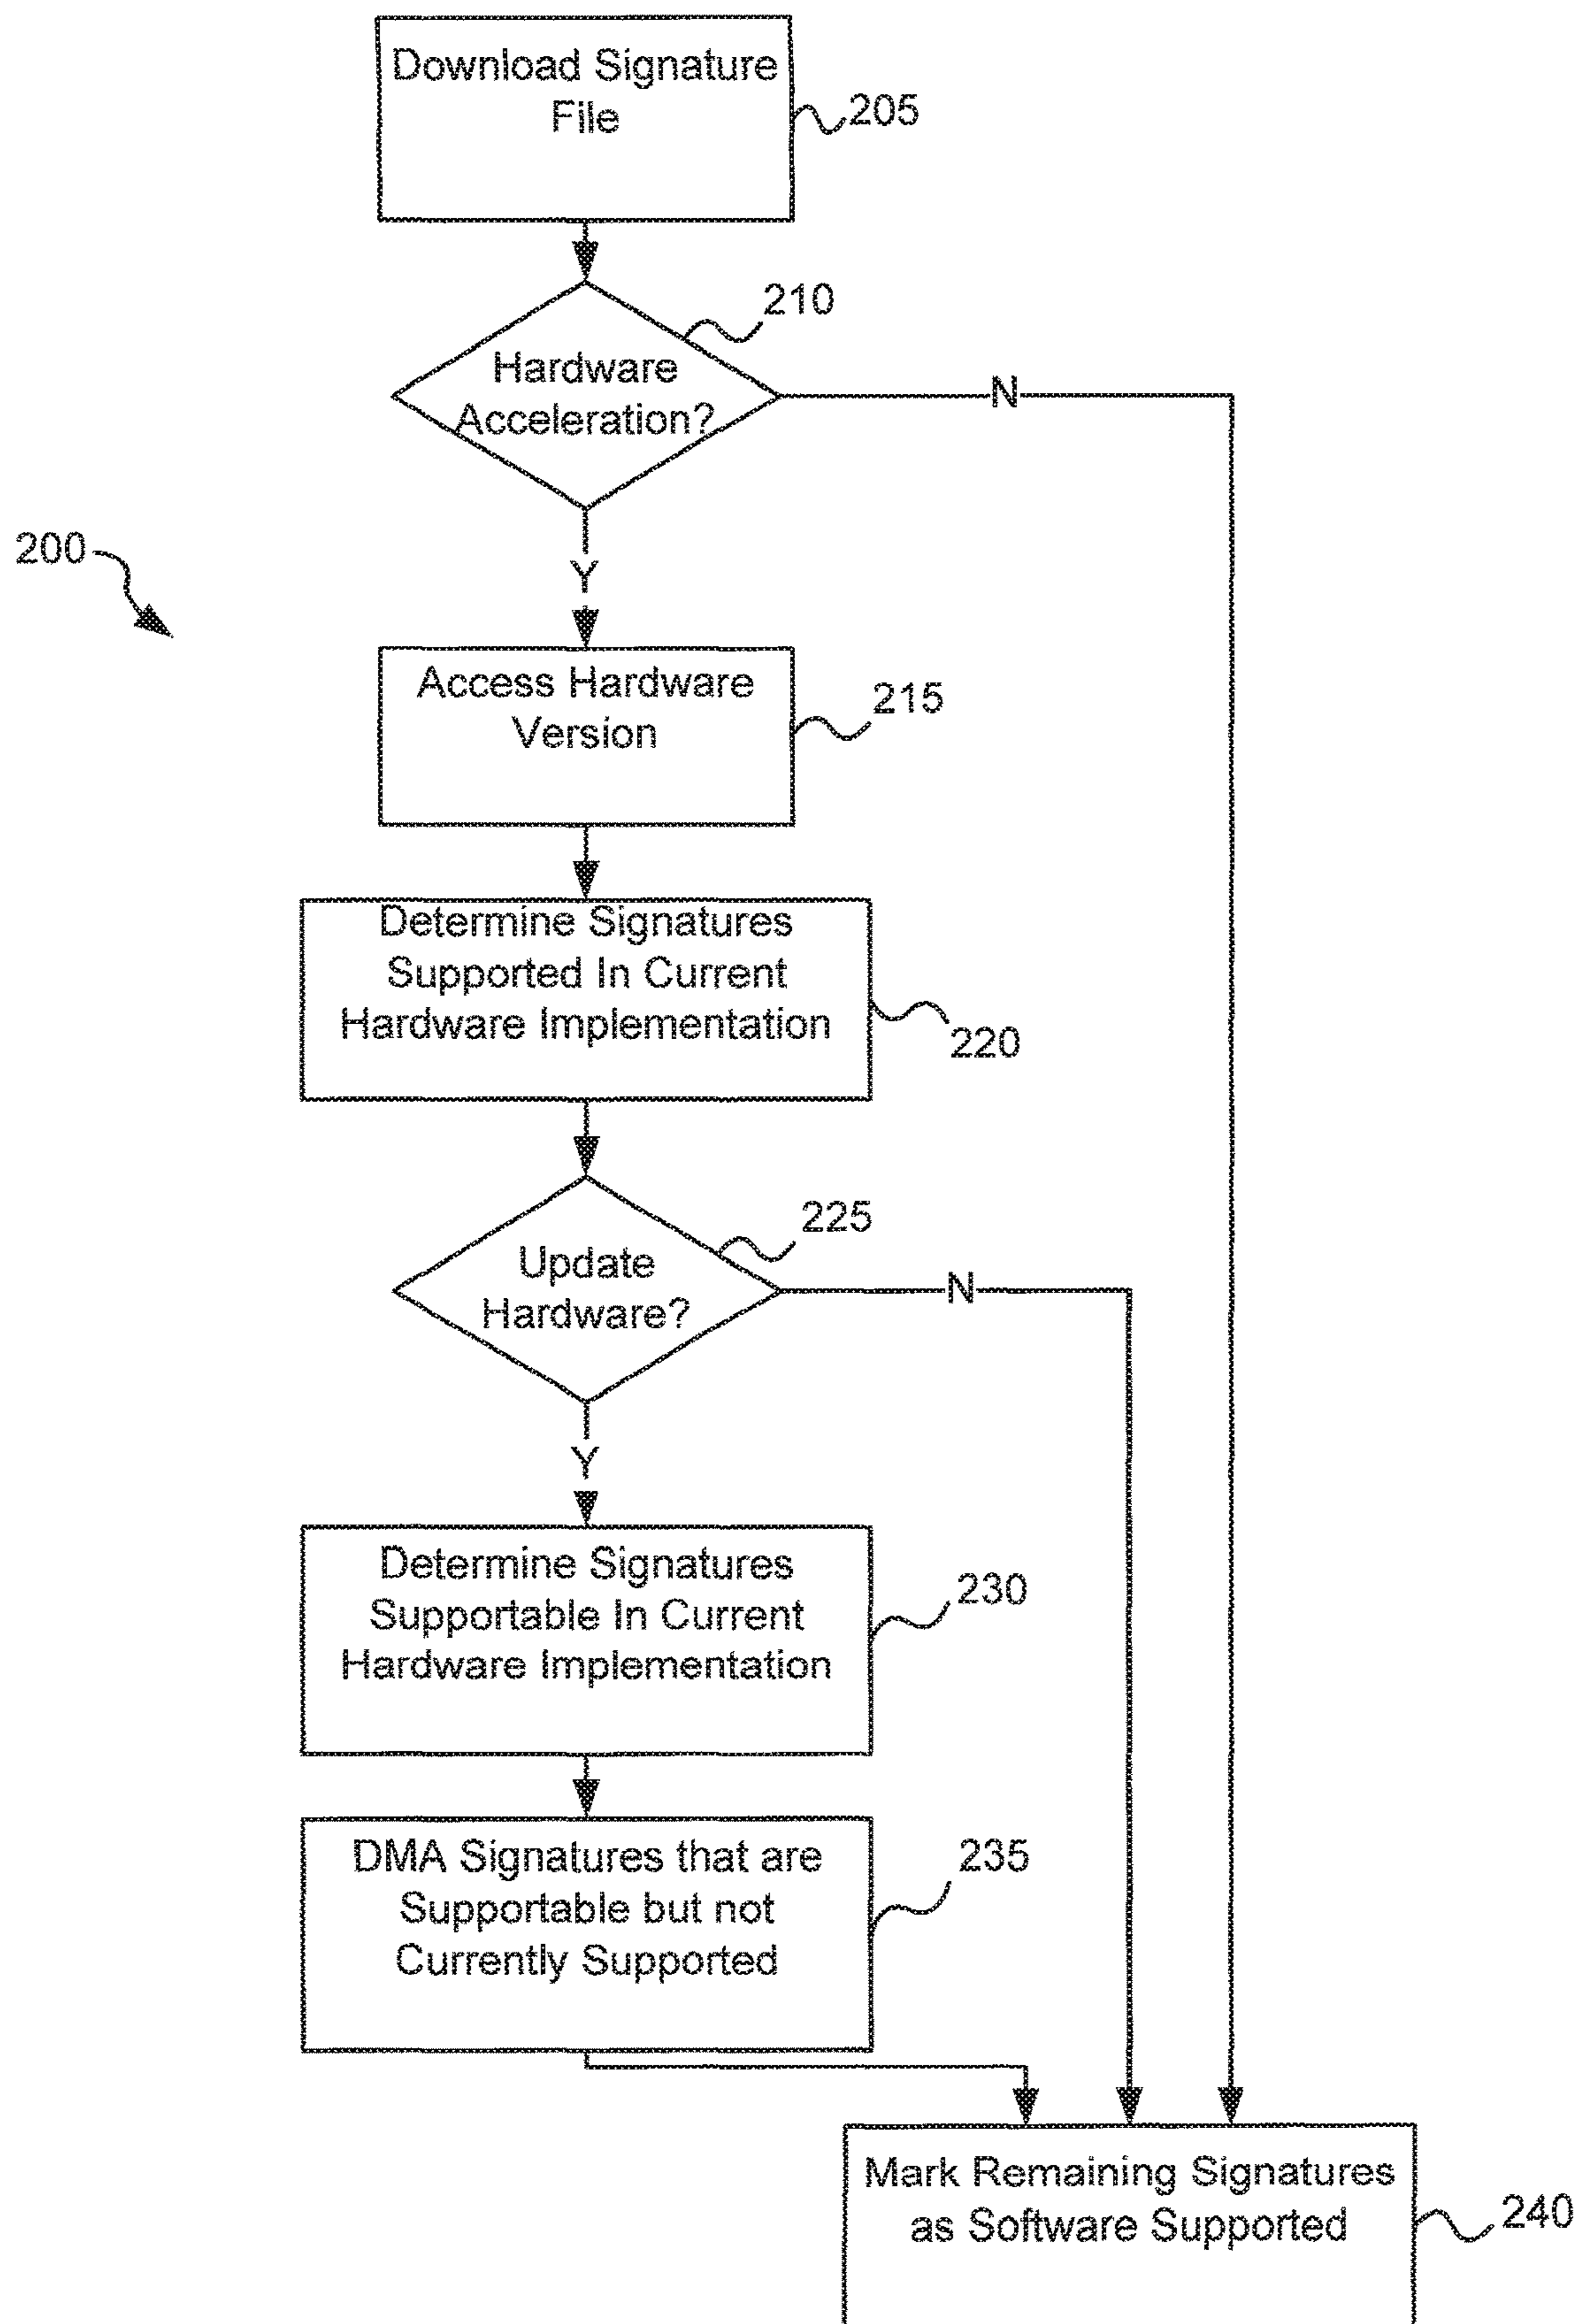 Download Signature
File
205
210
Hardware
Acceleration?
N
200
Y
Access Hardware
Version
215
Determine Signatures
Supported In Current
Hardware Implementation
220
225
Update
Hardware?
N
Y
Determine Signatures
Supportable In Current
Hardware Implementation
230
DMA Signatures that are
Supportable but not
Currently Supported
235
Mark Remaining Signatures
as Software Supported
240